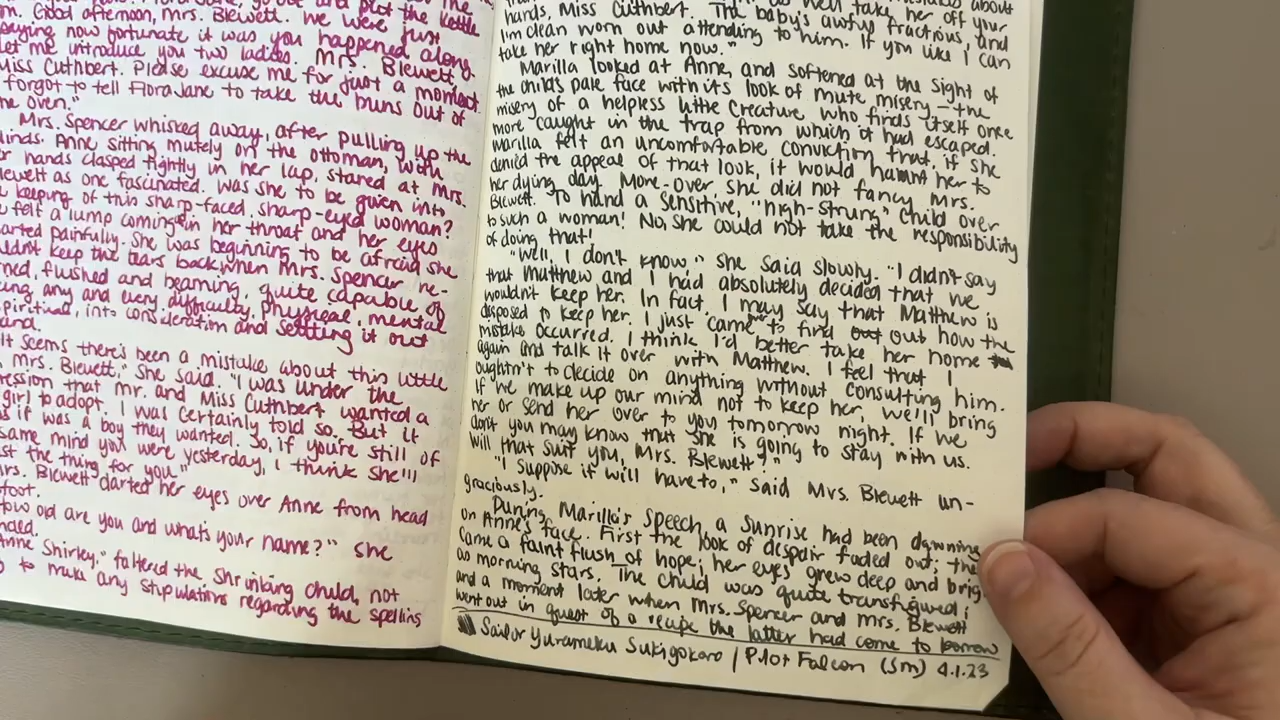 the
put the kettle
Good afternoon, Mrs. Blewett. We were just
saying how fortunate it was you happened along.
Let me introduce you two ladies. Mrs. Blewett,
Miss Cuthbert. Please excuse me for just a moment.
forgot to tell Flora Jane to take the buns out of
the oven."
Mrs. Spencer whisked away, after pulling up the
linds. Anne sitting mutely on the ottoman, with
er hands clasped tightly in her lap, stared at Mrs.
lewett as one fascinated. Was she to be given into
keeping of this sharp-faced, sharp-eyed woman?
felt a lump coming in her throat and her eyes
arted painfully. She was beginning to be afraid she
uldn't keep the tears back when Mrs. Spencer re-
ned, flushed and beaming, quite capable of
king any and every difficulty, physical, mental
spiritual, into consideration and settling it out
and.
It seems there's been a mistake about this little
Mrs. Blewett," she said. "I was under the
ression that Mr. and Miss Cuthbert wanted a
girl to adopt. I was certainly told so. But it
s if was a boy they wanted. So, if you're still of
same mind you were yesterday, I think she'll
st the thing for you."
rs. Blewett darted her eyes over Anne from head
foot.
How old are you and what's your name?" she
nded.
Anne Shirley," faltered the shrinking child, not
to make any stipulations regarding the spelling
about
as well take her off your
hands, Miss Cuthbert. The baby's awful fractious, and
I'm clean worn out attending to him. If you like I can
take her right home now."
Marilla looked at Anne, and softened at the sight of
the child's pale face with its look of mute misery—the
misery of a helpless little creature who finds itself once
more caught in the trap from which it had escaped.
Marilla felt an uncomfortable conviction that, if she
denied the appeal of that look, it would haunt her to
her dying day. More-over, she did not fancy Mrs.
Blewett. To hand a sensitive, "high-strung" child over
to such a woman! No, she could not take the responsibility
of doing that!
"Well, I don't know," she said slowly. "I didn't say
that Matthew and I had absolutely decided that we
wouldn't keep her. In fact, I may say that Matthew is
disposed to keep her. I just came to find out out how the
mistake occurred. I think I'd better take her home
again and talk it over with Matthew. I feel that I
oughtn't to decide on anything without consulting him.
If we make up our mind not to keep her, we'll bring
her or send her over to you tomorrow night. If we
don't you may know that she is going to stay with us.
Will that suit you, Mrs. Blewett?"
"I suppose if will have to," said Mrs. Blewett un-
graciously.
During Marilla's speech a sunrise had been dawning
on Anne's face. First the look of despair faded out; the
came a faint flush of hope; her eyes grew deep and brig
as morning stars. The child was quite transfigured;
and a moment later when Mrs. Spencer and Mrs. Blewett
went out in quest of a recipe the latter had come to borrow
Sailor Yurameku Sukigokoro | Pilot Falcon (SM) 4.1.23